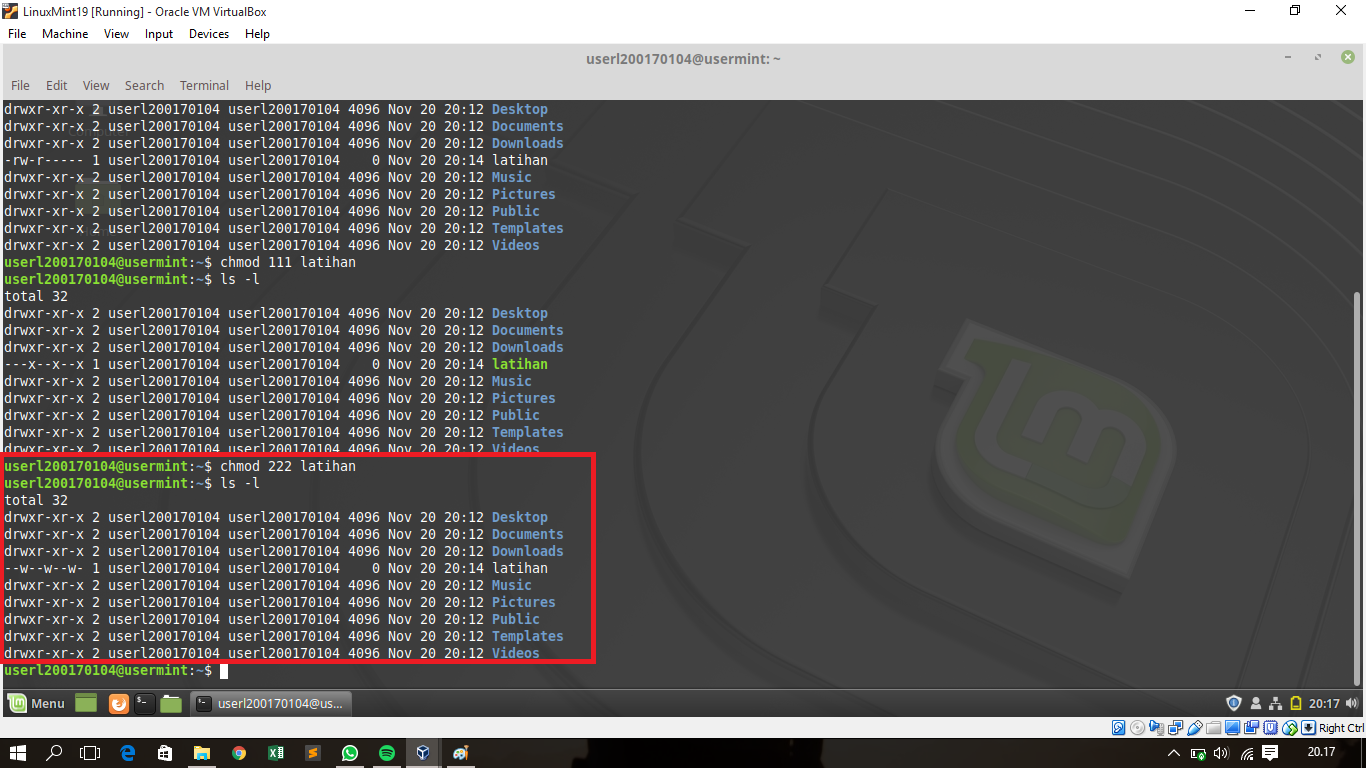 LinuxMint19 [Running] - Oracle VM VirtualBox
File Machine View Input Devices Help
userl200170104@usermint: ~
File Edit View Search Terminal Help
drwxr-xr-x 2 userl200170104 userl200170104 4096 Nov 20 20:12 Desktop
drwxr-xr-x 2 userl200170104 userl200170104 4096 Nov 20 20:12 Documents
drwxr-xr-x 2 userl200170104 userl200170104 4096 Nov 20 20:12 Downloads
-rw-r----- 1 userl200170104 userl200170104    0 Nov 20 20:14 latihan
drwxr-xr-x 2 userl200170104 userl200170104 4096 Nov 20 20:12 Music
drwxr-xr-x 2 userl200170104 userl200170104 4096 Nov 20 20:12 Pictures
drwxr-xr-x 2 userl200170104 userl200170104 4096 Nov 20 20:12 Public
drwxr-xr-x 2 userl200170104 userl200170104 4096 Nov 20 20:12 Templates
drwxr-xr-x 2 userl200170104 userl200170104 4096 Nov 20 20:12 Videos
userl200170104@usermint:~$ chmod 111 latihan
userl200170104@usermint:~$ ls -l
total 32
drwxr-xr-x 2 userl200170104 userl200170104 4096 Nov 20 20:12 Desktop
drwxr-xr-x 2 userl200170104 userl200170104 4096 Nov 20 20:12 Documents
drwxr-xr-x 2 userl200170104 userl200170104 4096 Nov 20 20:12 Downloads
---x--x--x 1 userl200170104 userl200170104    0 Nov 20 20:14 latihan
drwxr-xr-x 2 userl200170104 userl200170104 4096 Nov 20 20:12 Music
drwxr-xr-x 2 userl200170104 userl200170104 4096 Nov 20 20:12 Pictures
drwxr-xr-x 2 userl200170104 userl200170104 4096 Nov 20 20:12 Public
drwxr-xr-x 2 userl200170104 userl200170104 4096 Nov 20 20:12 Templates
drwxr-xr-x 2 userl200170104 userl200170104 4096 Nov 20 20:12 Videos
userl200170104@usermint:~$ chmod 222 latihan
userl200170104@usermint:~$ ls -l
total 32
drwxr-xr-x 2 userl200170104 userl200170104 4096 Nov 20 20:12 Desktop
drwxr-xr-x 2 userl200170104 userl200170104 4096 Nov 20 20:12 Documents
drwxr-xr-x 2 userl200170104 userl200170104 4096 Nov 20 20:12 Downloads
--w--w--w- 1 userl200170104 userl200170104    0 Nov 20 20:14 latihan
drwxr-xr-x 2 userl200170104 userl200170104 4096 Nov 20 20:12 Music
drwxr-xr-x 2 userl200170104 userl200170104 4096 Nov 20 20:12 Pictures
drwxr-xr-x 2 userl200170104 userl200170104 4096 Nov 20 20:12 Public
drwxr-xr-x 2 userl200170104 userl200170104 4096 Nov 20 20:12 Templates
drwxr-xr-x 2 userl200170104 userl200170104 4096 Nov 20 20:12 Videos
userl200170104@usermint:~$
Menu userl200170104@us... 20:17
Right Ctrl
20.17